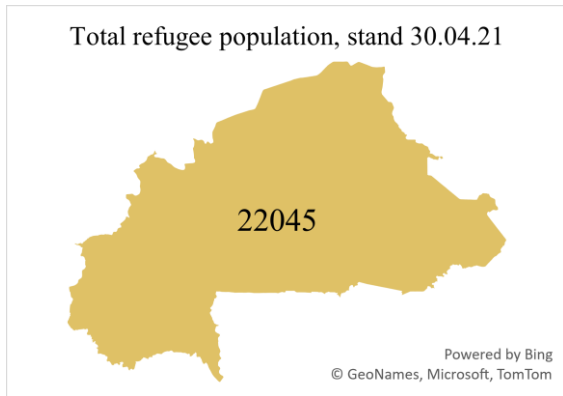 Total refugee population, stand 30.04.21
22045
Powered by Bing
© GeoNames, Microsoft, TomTom